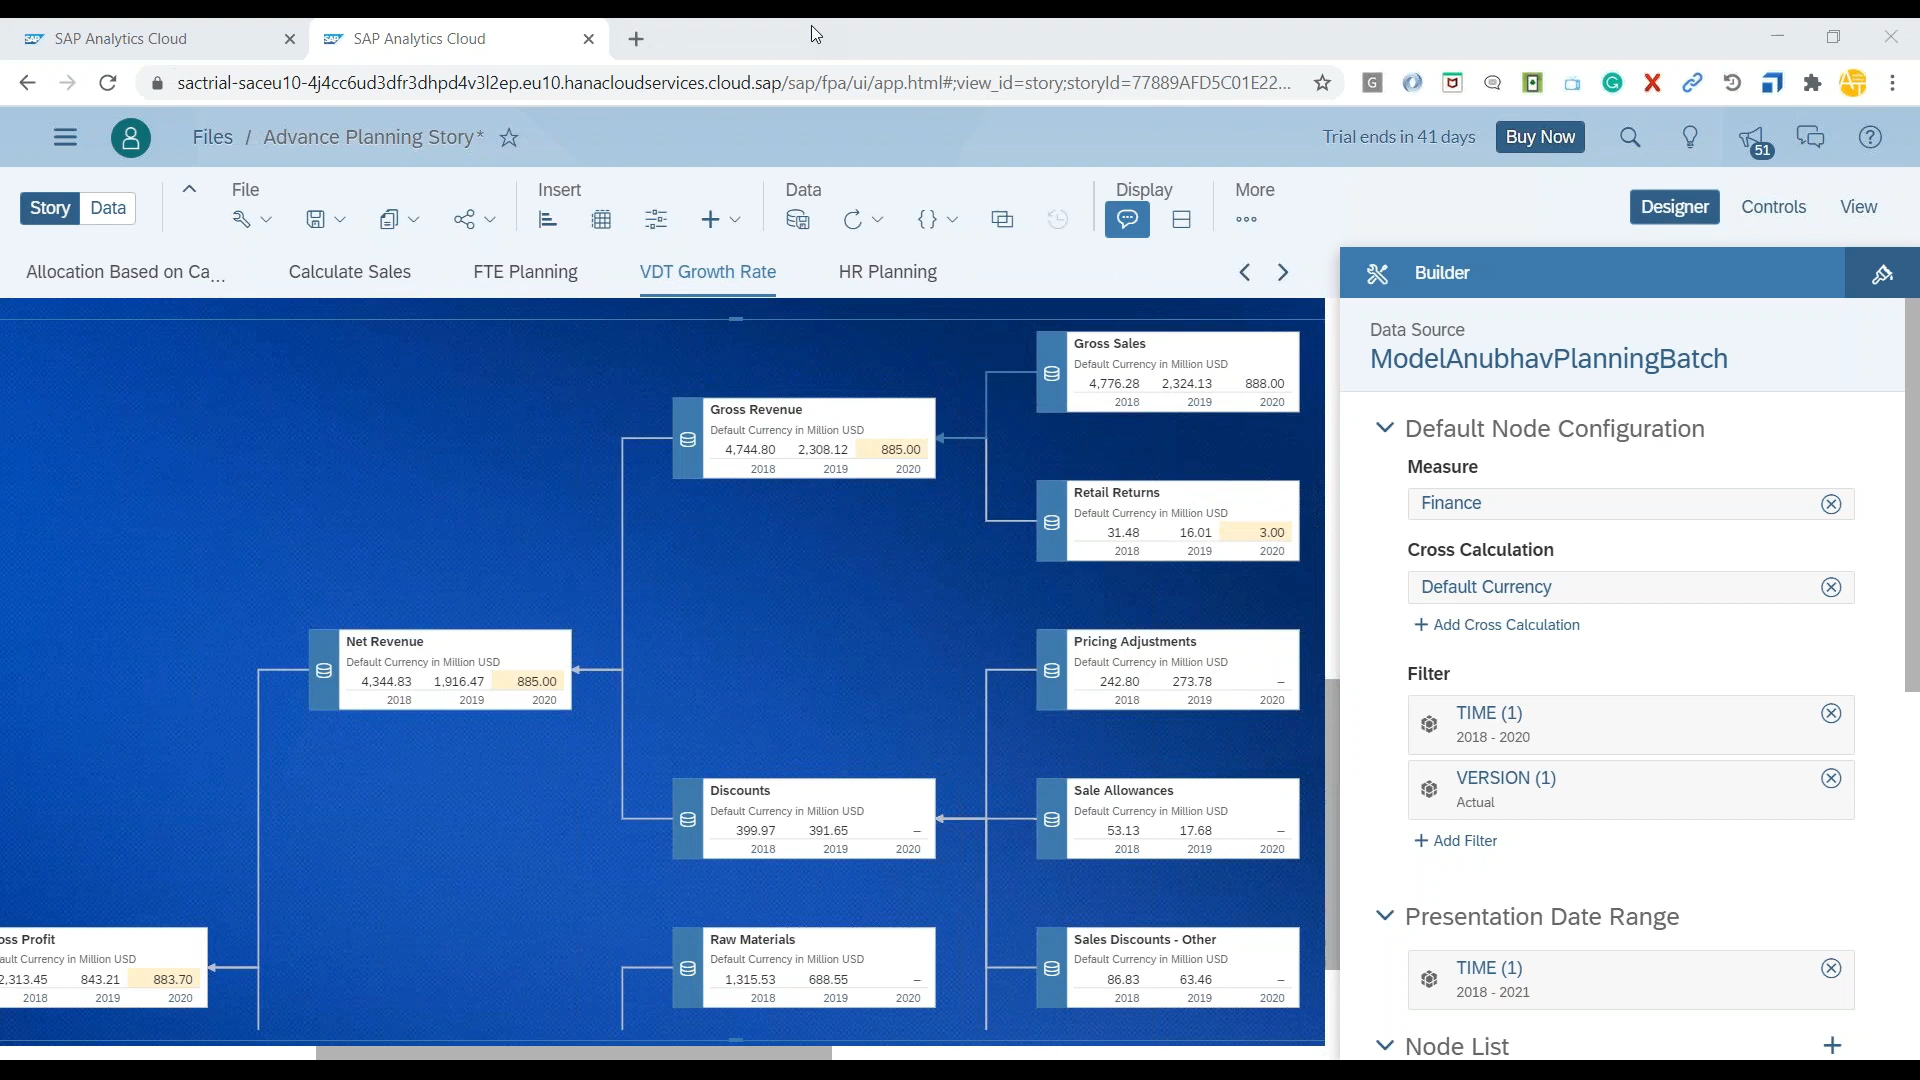 SAP Analytics Cloud
SAP Analytics Cloud
sactrial-saceu10-4j4cc6ud3dfr3dhpd4v3l2ep.eu10.hanacloudservices.cloud.sap/sap/fpa/ui/app.html#;view_id=story;storyId=77889AFD5C01E22...
Files / Advance Planning Story*
Trial ends in 41 days
Buy Now
51
Story
Data
File
Insert
Data
Display
More
Designer
Controls
View
Allocation Based on Ca...
Calculate Sales
FTE Planning
VDT Growth Rate
HR Planning
Gross Sales
Default Currency in Million USD
4,776.28 2,324.13 888.00
2018 2019 2020
Gross Revenue
Default Currency in Million USD
4,744.80 2,308.12 885.00
2018 2019 2020
Retail Returns
Default Currency in Million USD
31.48 16.01 3.00
2018 2019 2020
Net Revenue
Default Currency in Million USD
4,344.83 1,916.47 885.00
2018 2019 2020
Pricing Adjustments
Default Currency in Million USD
242.80 273.78 –
2018 2019 2020
Discounts
Default Currency in Million USD
399.97 391.65 –
2018 2019 2020
Sale Allowances
Default Currency in Million USD
53.13 17.68 –
2018 2019 2020
oss Profit
ault Currency in Million USD
2,313.45 843.21 883.70
2018 2019 2020
Raw Materials
Default Currency in Million USD
1,315.53 688.55 –
2018 2019 2020
Sales Discounts - Other
Default Currency in Million USD
86.83 63.46 –
2018 2019 2020
Builder
Data Source
ModelAnubhavPlanningBatch
Default Node Configuration
Measure
Finance
Cross Calculation
Default Currency
+ Add Cross Calculation
Filter
TIME (1)
2018 - 2020
VERSION (1)
Actual
+ Add Filter
Presentation Date Range
TIME (1)
2018 - 2021
Node List